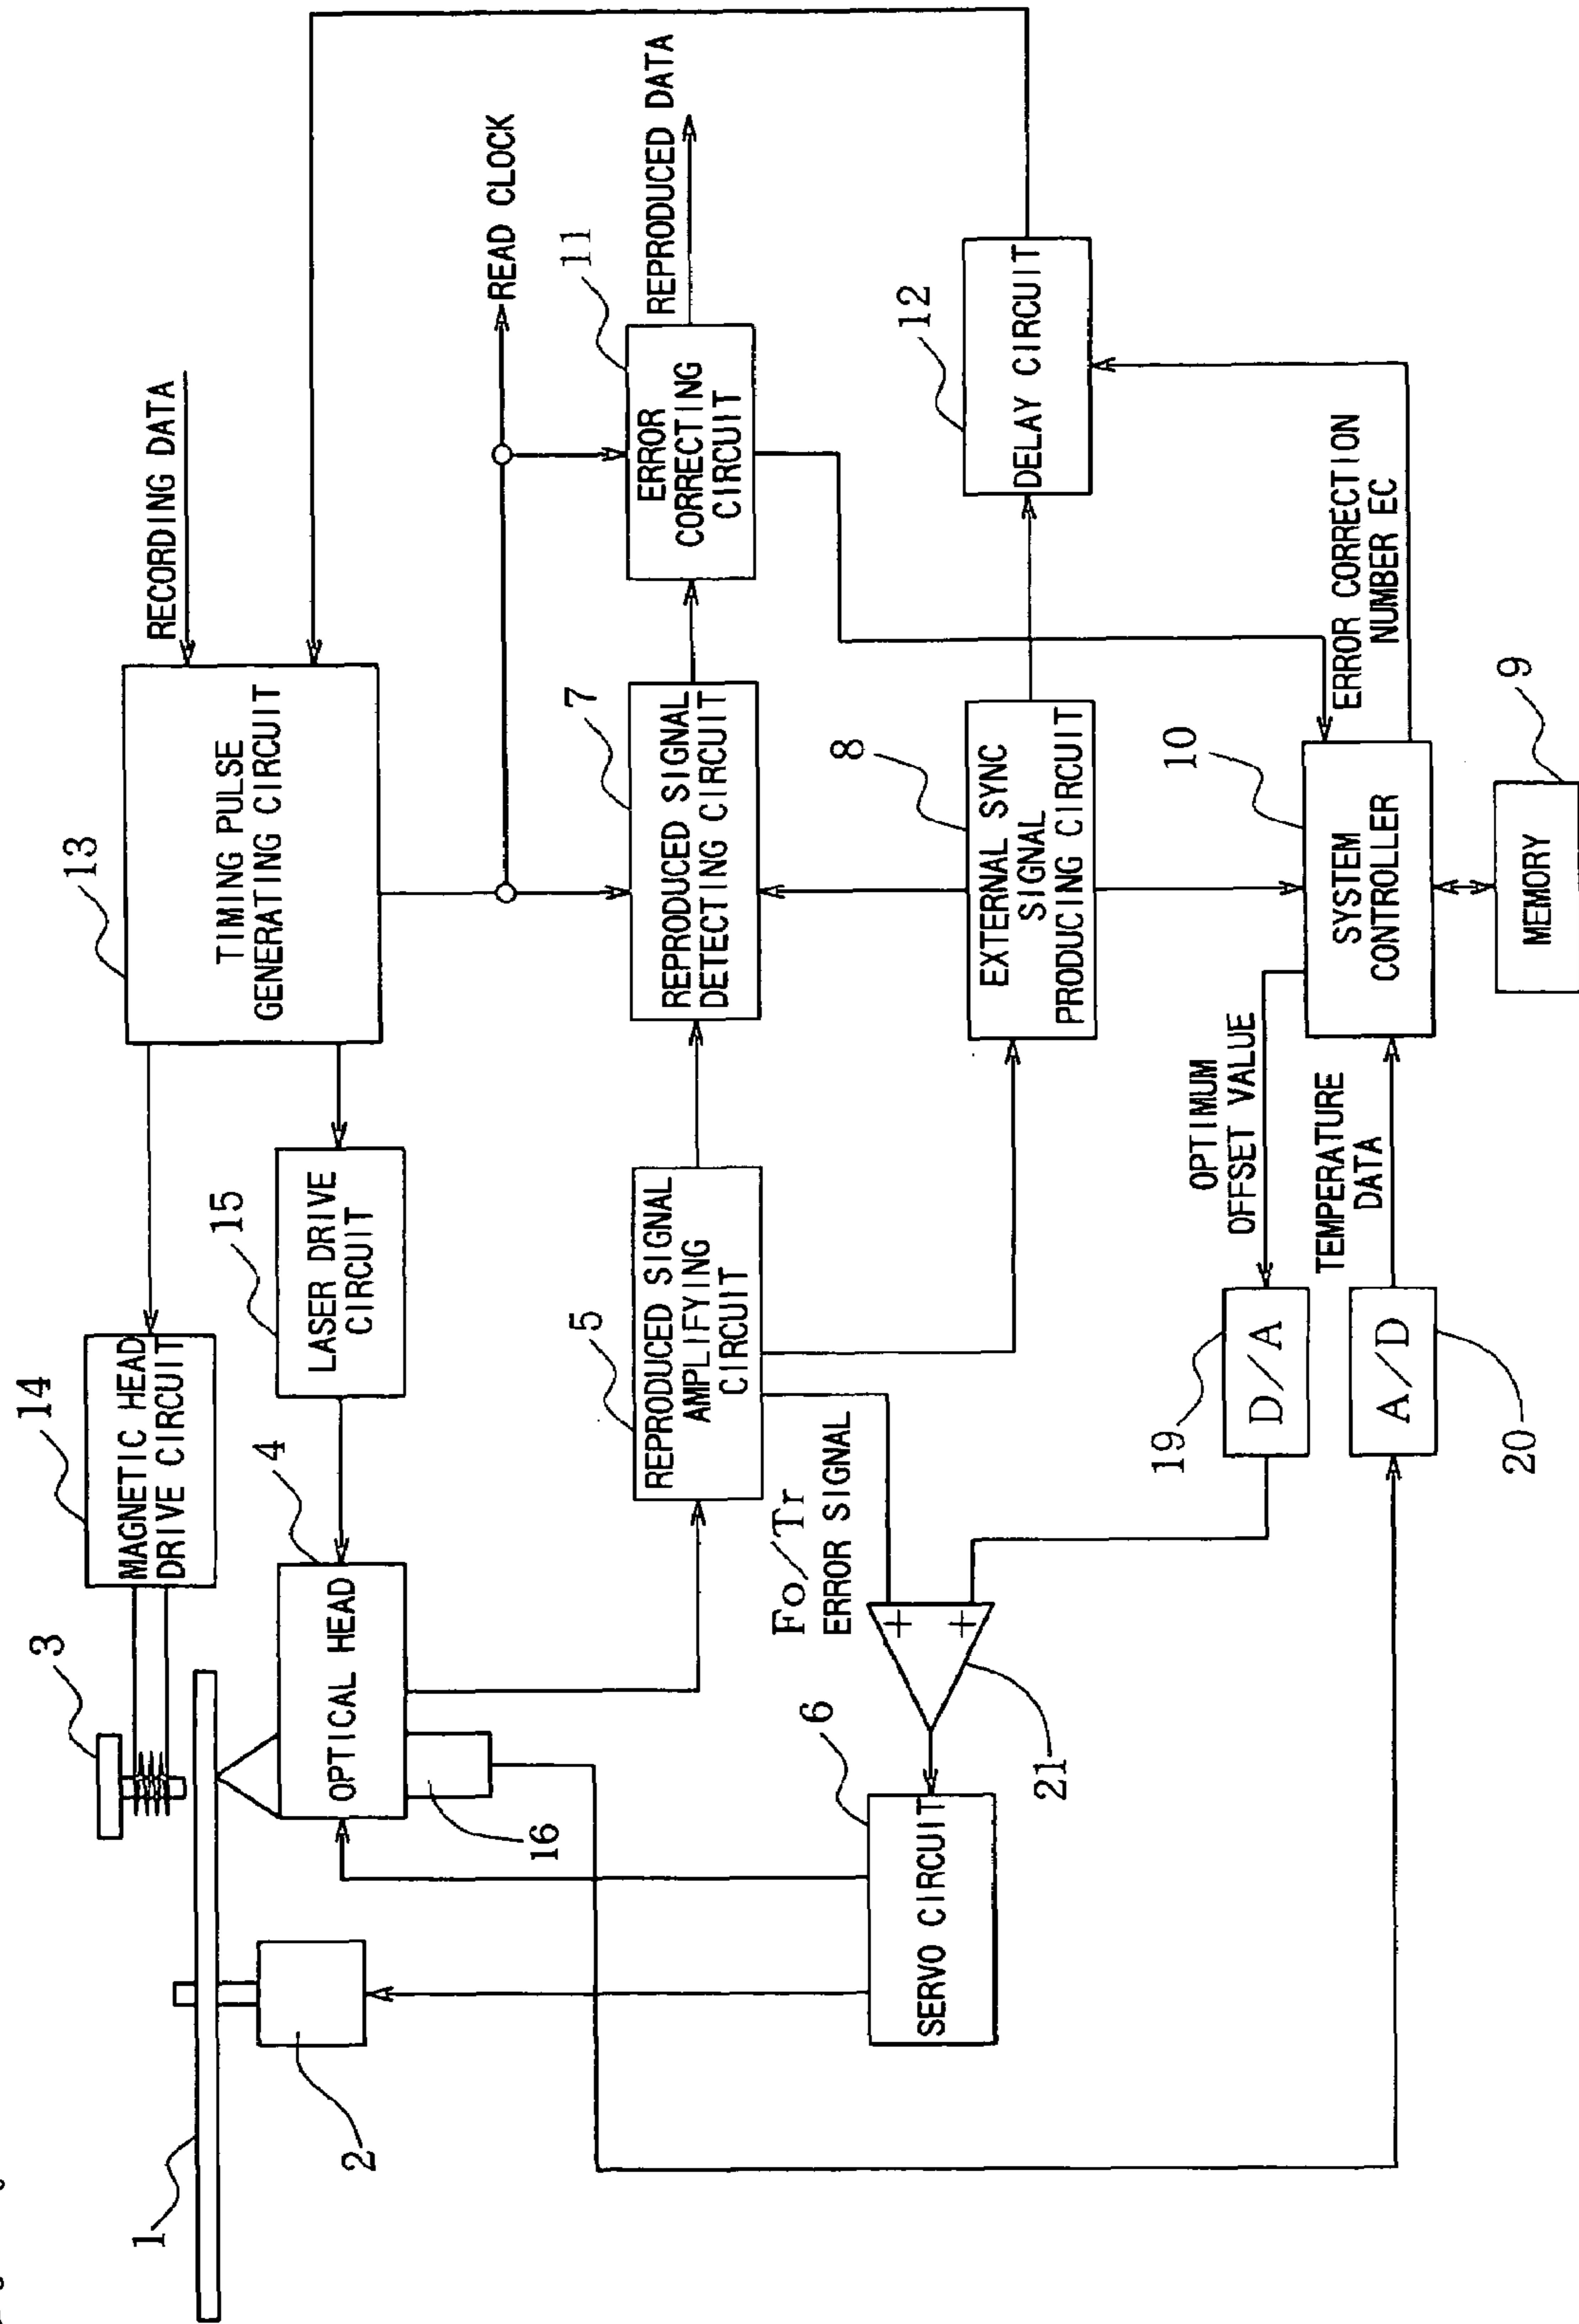 1
2
3
14
MAGNETIC HEAD
DRIVE CIRCUIT
13
TIMING PULSE
GENERATING CIRCUIT
RECORDING DATA
4
OPTICAL HEAD
16
15
LASER DRIVE
CIRCUIT
READ CLOCK
5
REPRODUCED SIGNAL
AMPLIFYING
CIRCUIT
7
REPRODUCED SIGNAL
DETECTING CIRCUIT
11
ERROR
CORRECTING
CIRCUIT
REPRODUCED DATA
Fo/Tr
ERROR SIGNAL
6
SERVO CIRCUIT
+
+
21
8
EXTERNAL SYNC
SIGNAL
PRODUCING CIRCUIT
12
DELAY CIRCUIT
19
D/A
OPTIMUM
OFFSET VALUE
20
A/D
TEMPERATURE
DATA
10
SYSTEM
CONTROLLER
ERROR CORRECTION
NUMBER EC
9
MEMORY